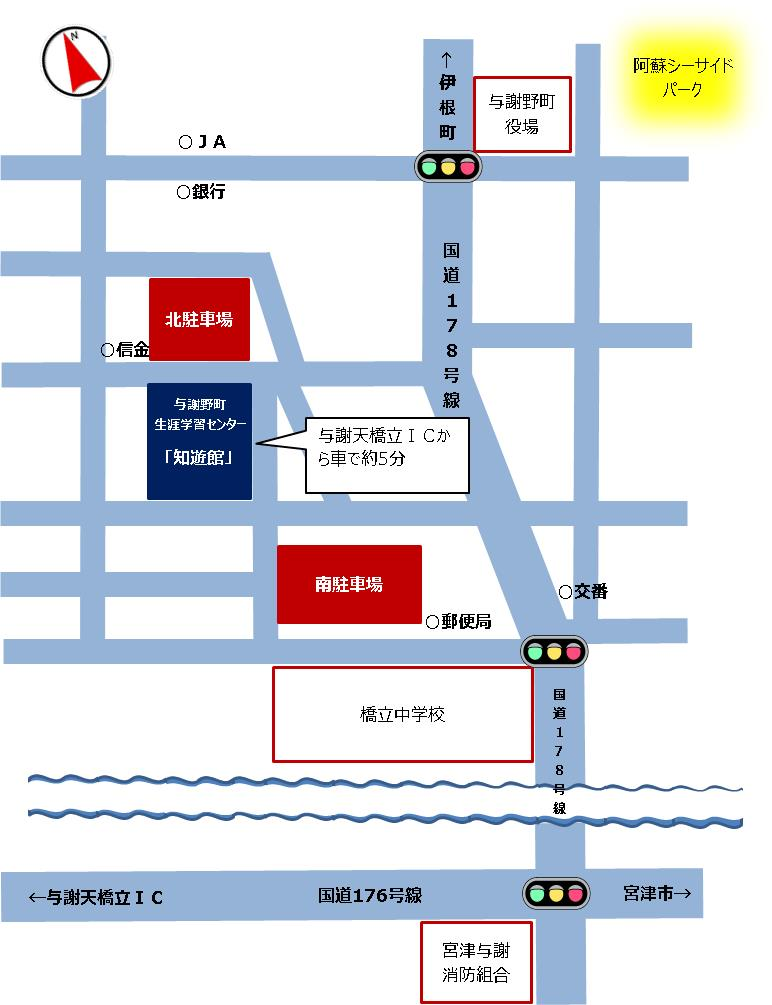 N
阿蘇シーサイド
パーク
↑伊根町
与謝野町
役場
○ＪＡ
○銀行
国道178号線
北駐車場
○信金
与謝野町
生涯学習センター
「知遊館」
与謝天橋立ＩＣか
ら車で約5分
南駐車場
○交番
○郵便局
橋立中学校
国道178号線
←与謝天橋立ＩＣ
国道176号線
宮津市→
宮津与謝
消防組合